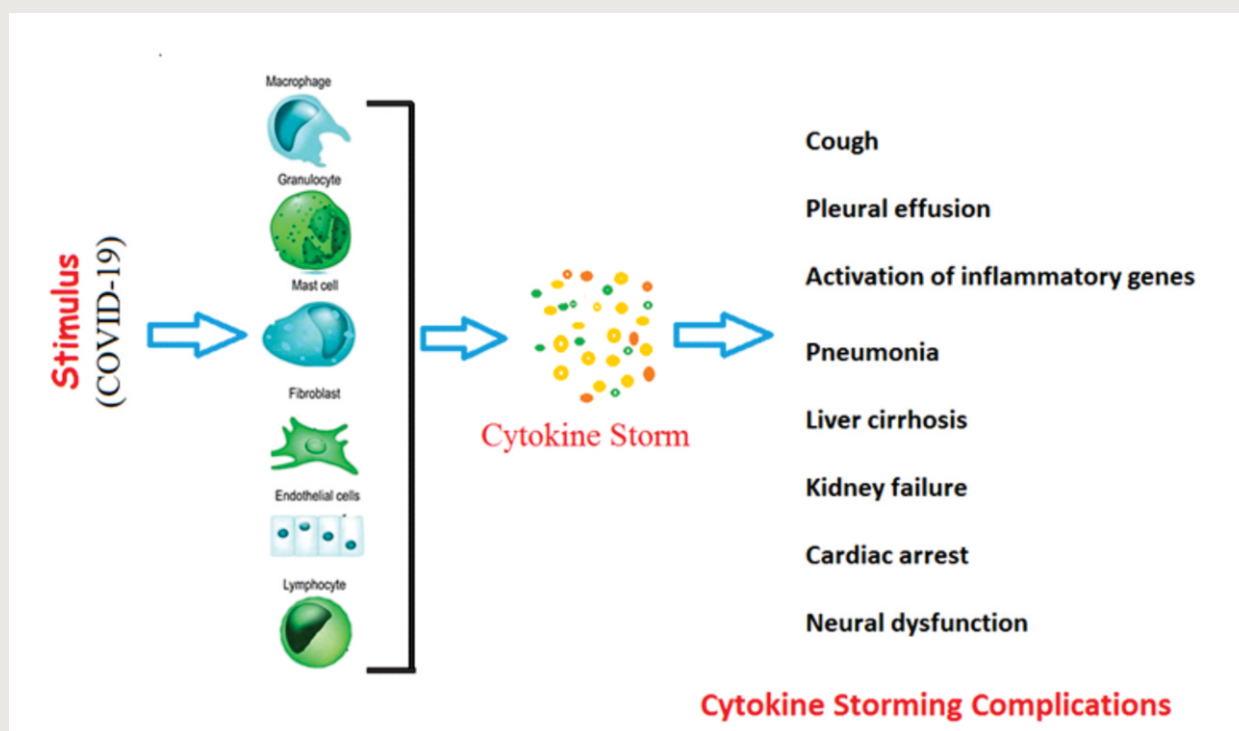 Stimulus
(COVID-19)
Macrophage
Granulocyte
Mast cell
Fibroblast
Endothelial cells
Lymphocyte
Cytokine Storm
Cough
Pleural effusion
Activation of inflammatory genes
Pneumonia
Liver cirrhosis
Kidney failure
Cardiac arrest
Neural dysfunction
Cytokine Storming Complications